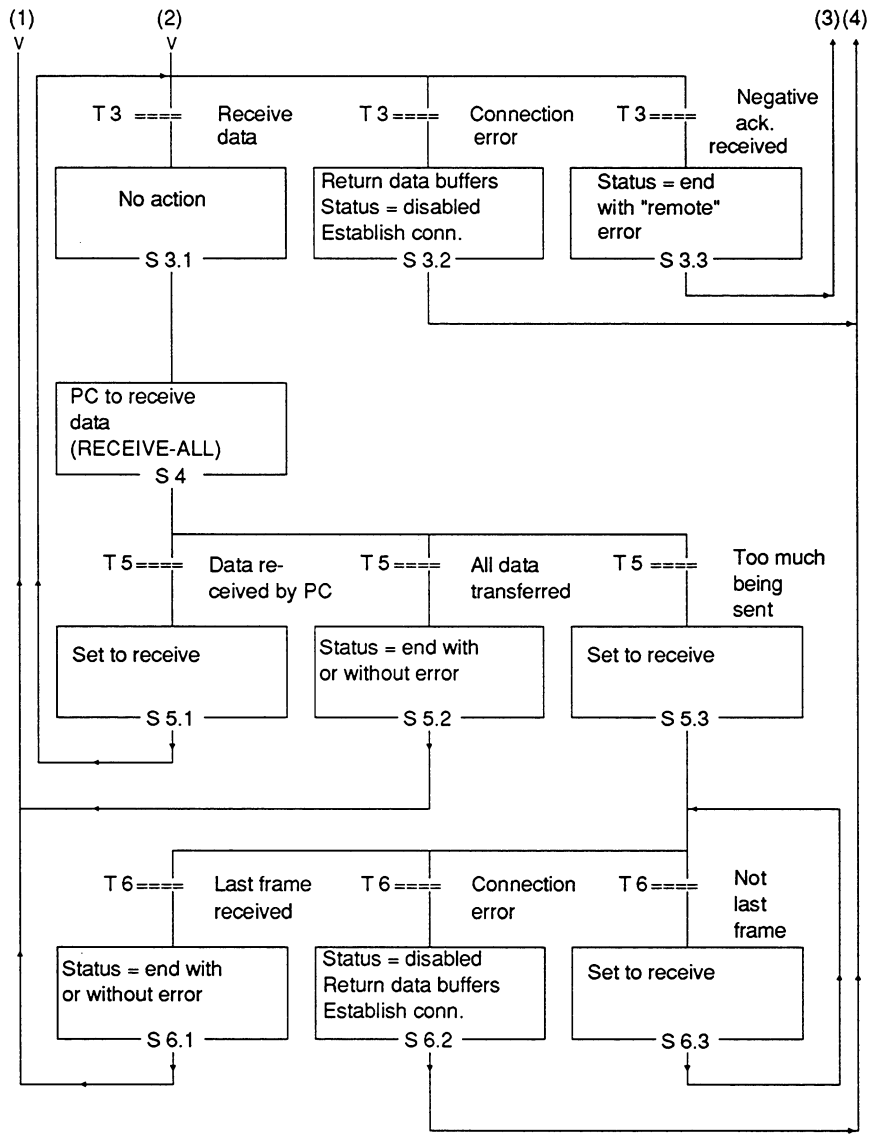 (1) (2) (3) (4)
V V
T 3 ==== Receive data
T 3 ==== Connection error
T 3 ==== Negative ack. received
No action
S 3.1
Return data buffers
Status = disabled
Establish conn.
S 3.2
Status = end
with "remote"
error
S 3.3
PC to receive
data
(RECEIVE-ALL)
S 4
T 5 ==== Data re-
ceived by PC
T 5 ==== All data
transferred
T 5 ==== Too much
being
sent
Set to receive
S 5.1
Status = end with
or without error
S 5.2
Set to receive
S 5.3
T 6 ==== Last frame
received
T 6 ==== Connection
error
T 6 ==== Not
last
frame
Status = end with
or without error
S 6.1
Status = disabled
Return data buffers
Establish conn.
S 6.2
Set to receive
S 6.3